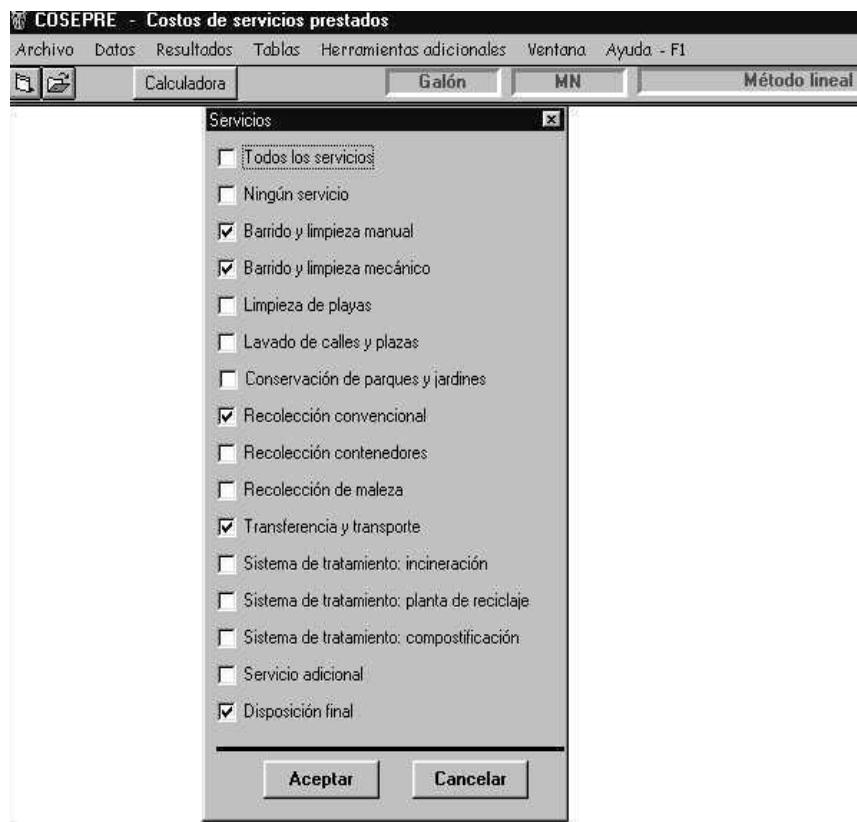 COSEPRE - Costos de servicios prestados
Archivo Datos Resultados Tablas Herramientas adicionales Ventana Ayuda - F1
Calculadora Galón MN Método lineal
Servicios
Todos los servicios
Ningún servicio
Barrido y limpieza manual
Barrido y limpieza mecánico
Limpieza de playas
Lavado de calles y plazas
Conservación de parques y jardines
Recolección convencional
Recolección contenedores
Recolección de maleza
Transferencia y transporte
Sistema de tratamiento: incineración
Sistema de tratamiento: planta de reciclaje
Sistema de tratamiento: compostificación
Servicio adicional
Disposición final
Aceptar Cancelar